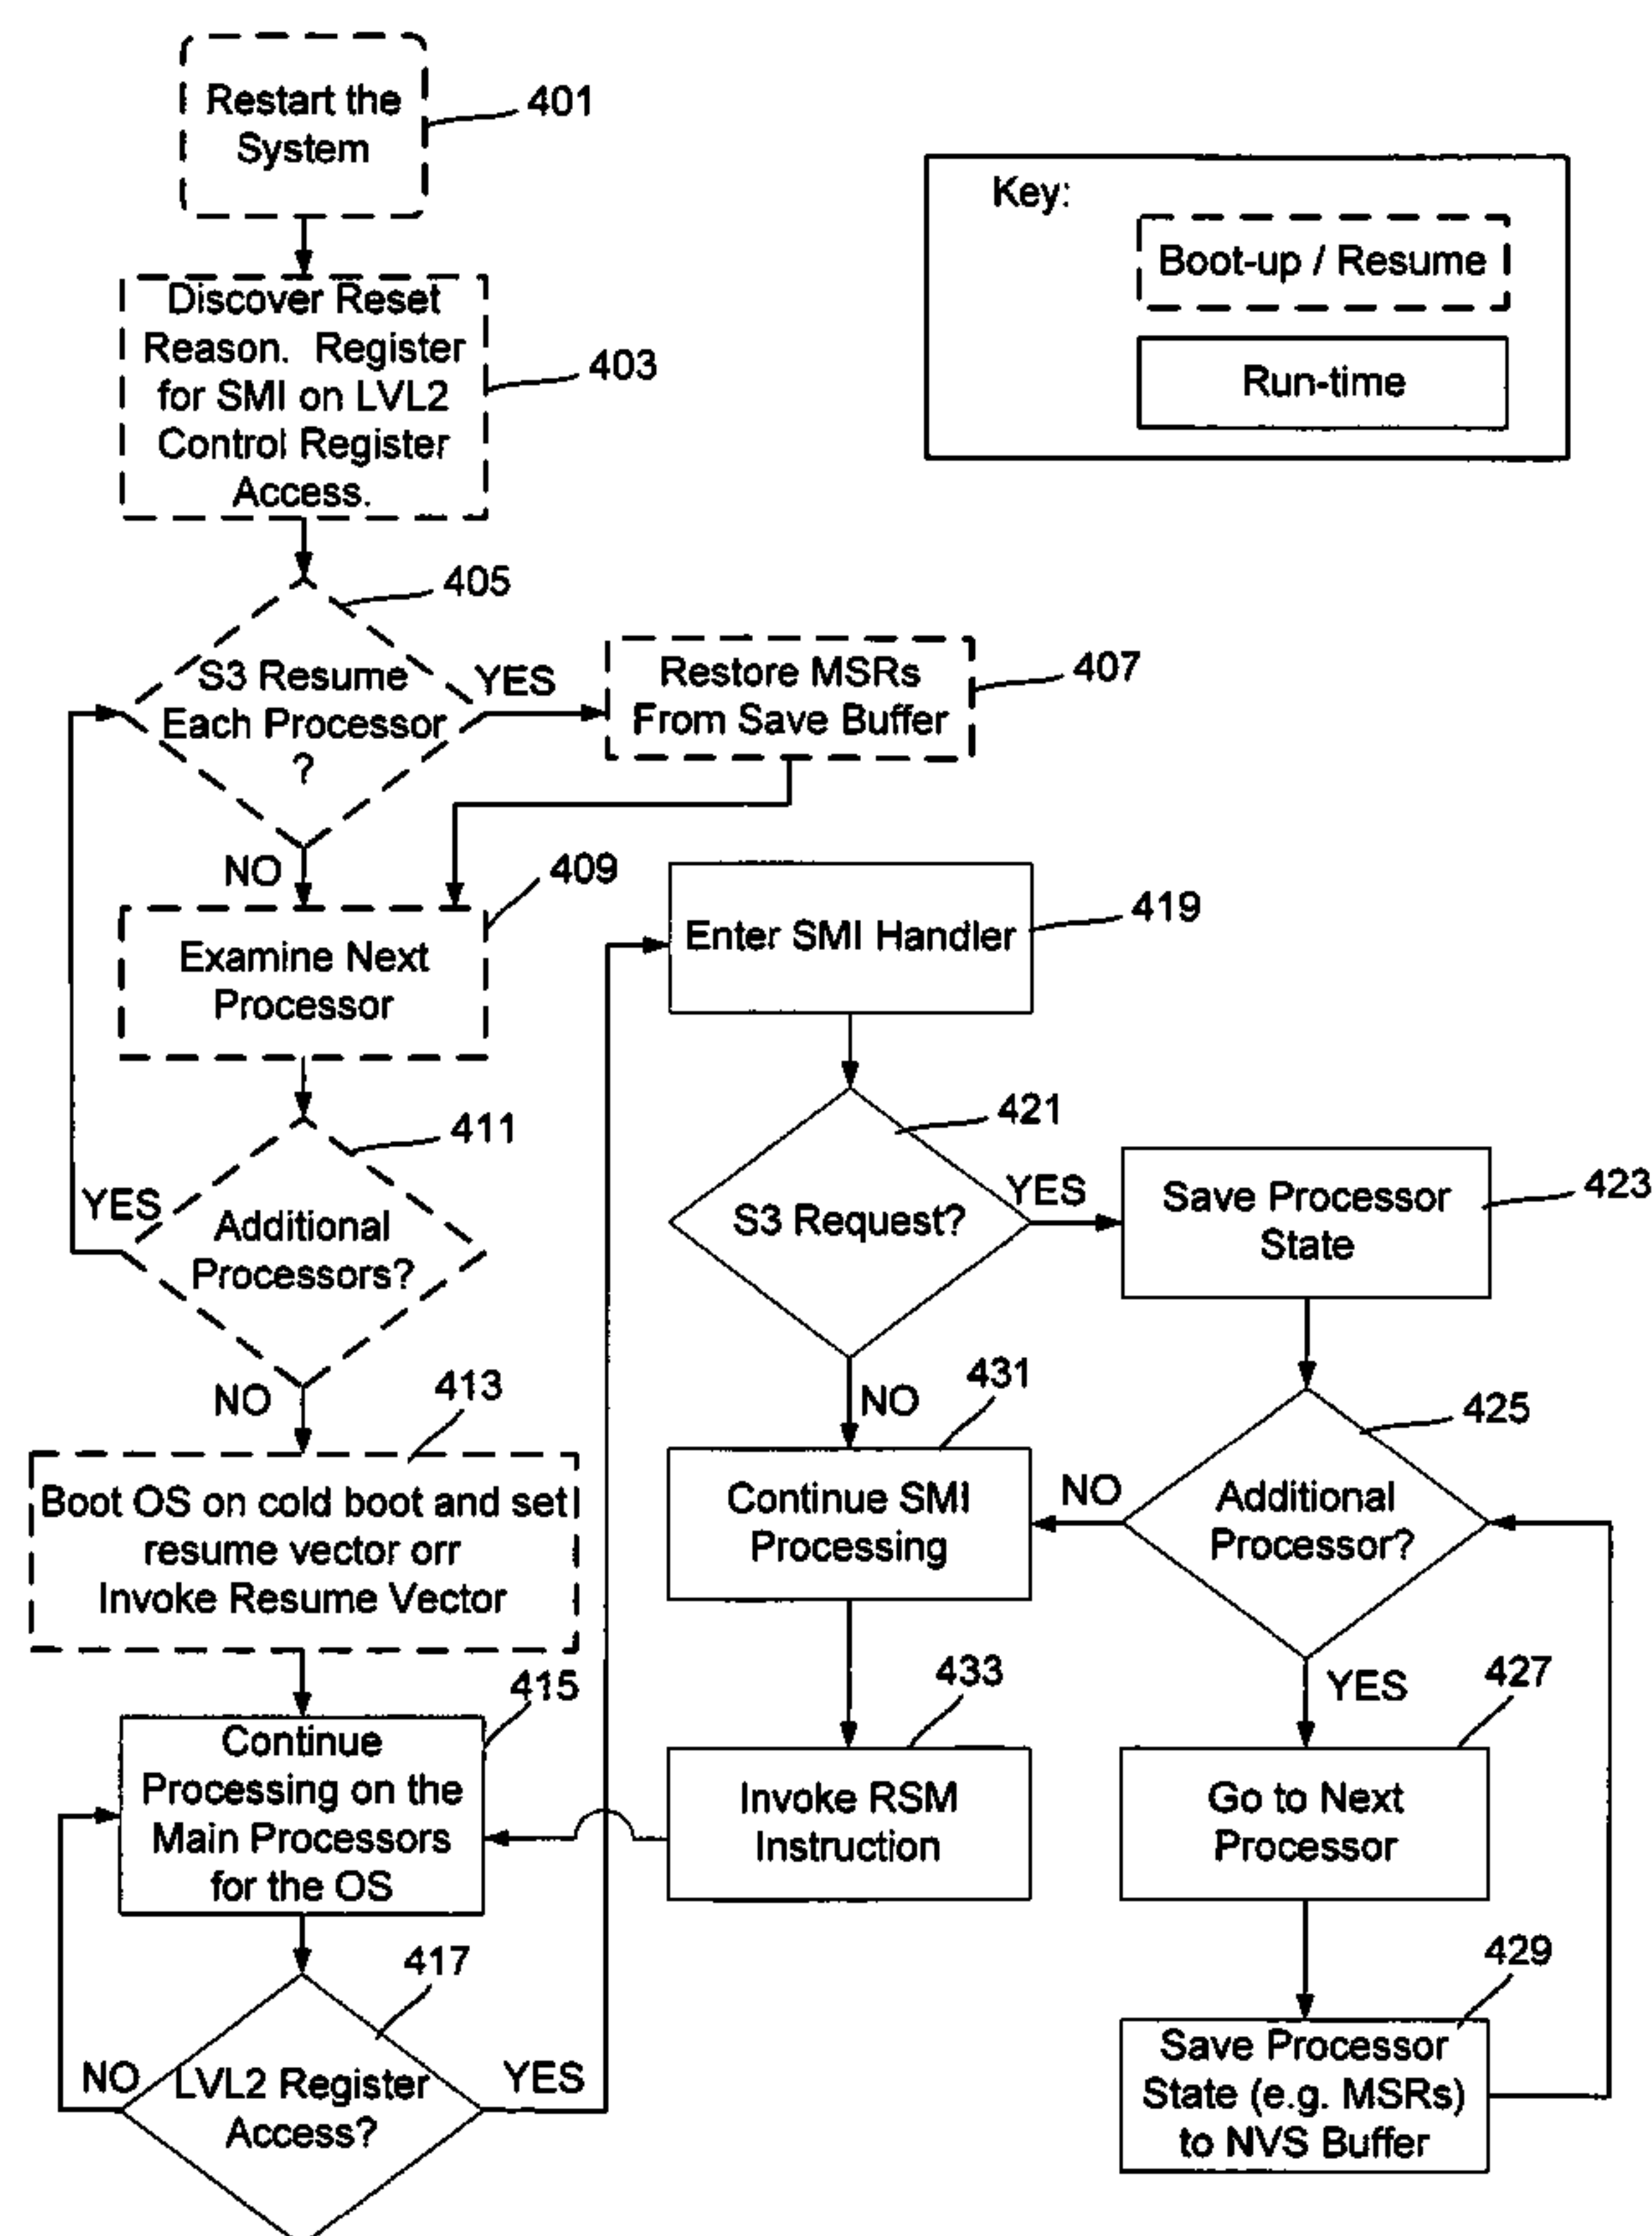 Restart the
System
401
Key:
Boot-up / Resume
Run-time
Discover Reset
Reason. Register
for SMI on LVL2
Control Register
Access.
403
405
S3 Resume
Each Processor
?
YES
Restore MSRs
From Save Buffer
407
NO
409
Examine Next
Processor
Enter SMI Handler
419
411
YES
Additional
Processors?
421
S3 Request?
YES
Save Processor
State
423
NO
413
Boot OS on cold boot and set
resume vector orr
Invoke Resume Vector
NO
431
Continue SMI
Processing
NO
425
Additional
Processor?
YES
415
Continue
Processing on the
Main Processors
for the OS
433
Invoke RSM
Instruction
427
Go to Next
Processor
417
NO
LVL2 Register
Access?
YES
429
Save Processor
State (e.g. MSRs)
to NVS Buffer